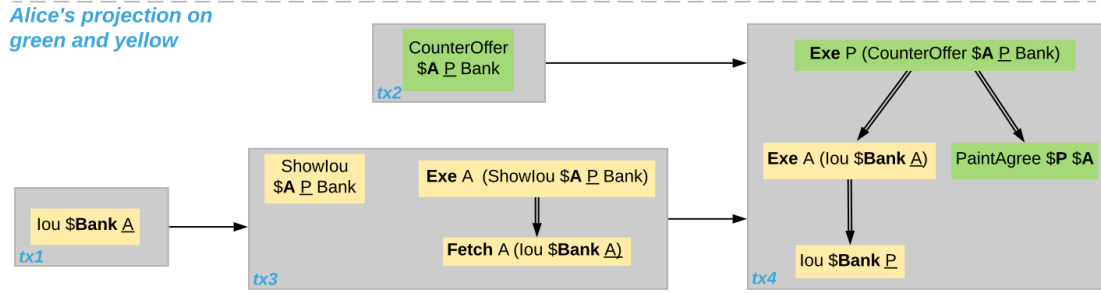 Alice's projection on
green and yellow
CounterOffer
$A P Bank
tx2
Exe P (CounterOffer $A P Bank)
Exe A (Iou $Bank A)
PaintAgree $P $A
Iou $Bank P
tx4
ShowIou
$A P Bank
Exe A (ShowIou $A P Bank)
Fetch A (Iou $Bank A)
tx3
Iou $Bank A
tx1